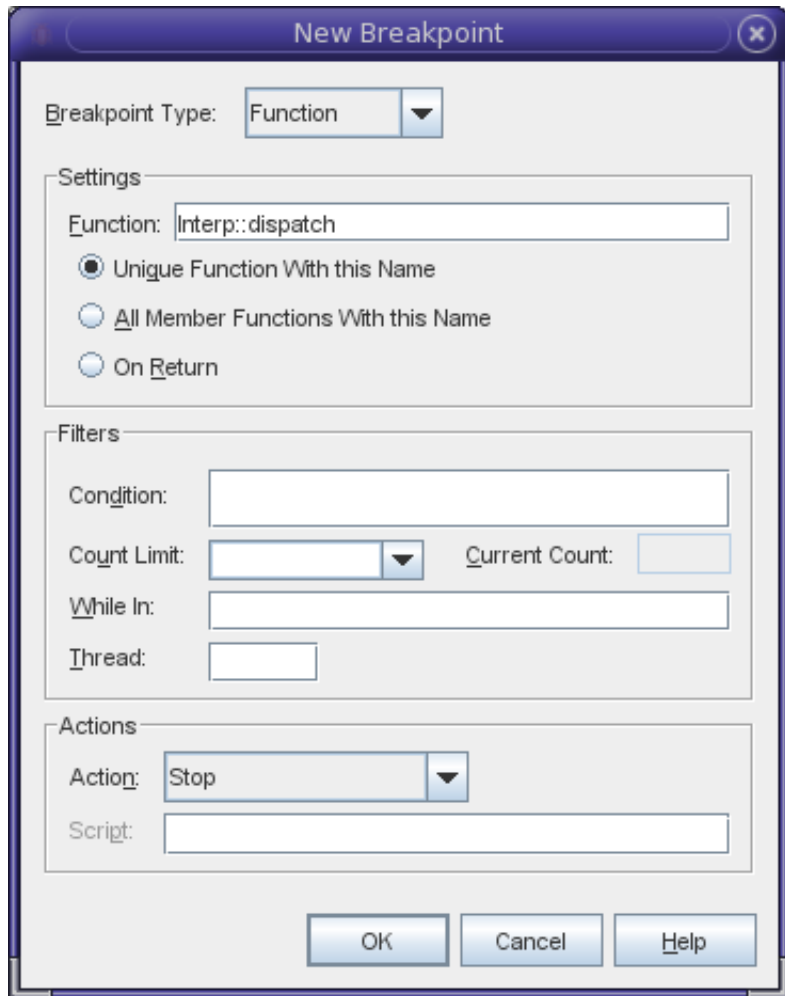 New Breakpoint
Breakpoint Type: Function
Settings
Function: Interp::dispatch
Unique Function With this Name
All Member Functions With this Name
On Return
Filters
Condition:
Count Limit: Current Count:
While In:
Thread:
Actions
Action: Stop
Script:
OK Cancel Help